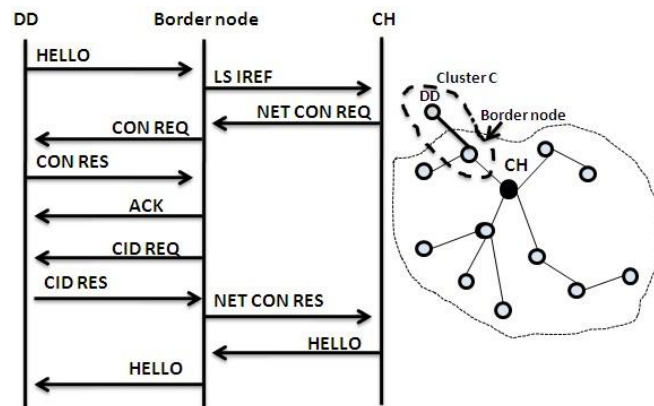 DD
Border node
CH
HELLO
LS IREF
NET CON REQ
CON REQ
CON RES
ACK
CID REQ
CID RES
NET CON RES
HELLO
HELLO
Cluster C
DD
Border node
CH